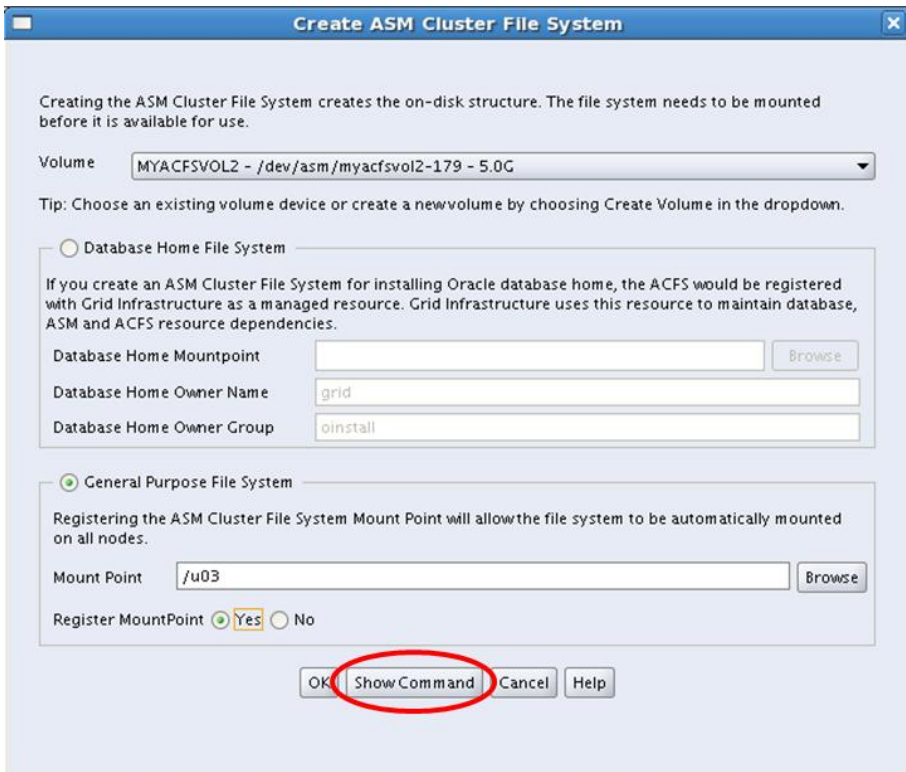 Create ASM Cluster File System
Creating the ASM Cluster File System creates the on-disk structure. The file system needs to be mounted
before it is available for use.
Volume
MYACFSVOL2 - /dev/asm/myacfsvol2-179 - 5.0G
Tip: Choose an existing volume device or create a new volume by choosing Create Volume in the dropdown.
Database Home File System
If you create an ASM Cluster File System for installing Oracle database home, the ACFS would be registered
with Grid Infrastructure as a managed resource. Grid Infrastructure uses this resource to maintain database,
ASM and ACFS resource dependencies.
Database Home Mountpoint
Browse
Database Home Owner Name
grid
Database Home Owner Group
oinstall
General Purpose File System
Registering the ASM Cluster File System Mount Point will allow the file system to be automatically mounted
on all nodes.
Mount Point
/u03
Browse
Register MountPoint Yes No
OK Show Command Cancel Help